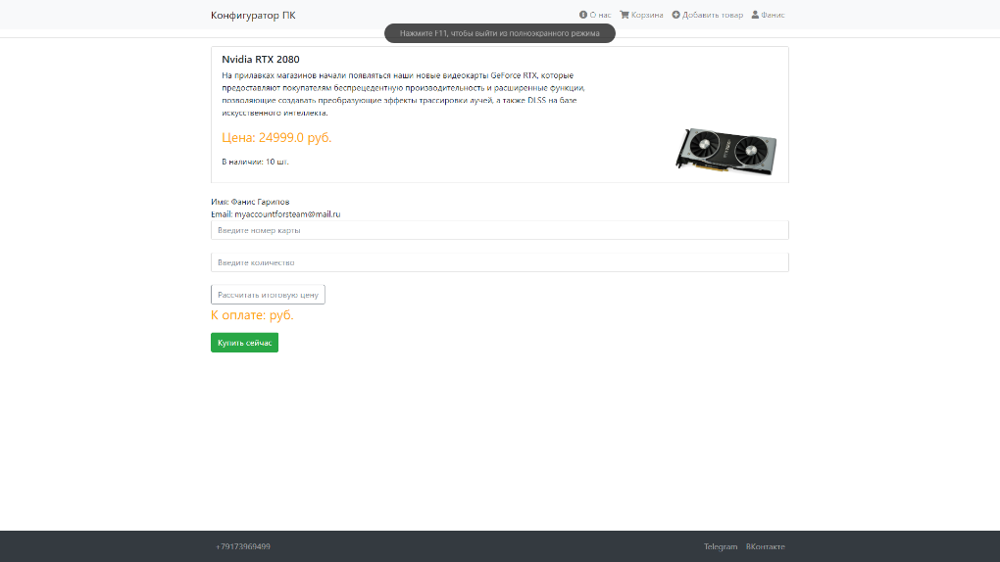 Конфигуратор ПК
О нас Корзина Добавить товар Фанис
Нажмите F11, чтобы выйти из полноэкранного режима
Nvidia RTX 2080
На прилавках магазинов начали появляться наши новые видеокарты GeForce RTX, которые
предоставляют покупателям беспрецедентную производительность и расширенные функции,
позволяющие создавать преобразующие эффекты трассировки лучей, а также DLSS на базе
искусственного интеллекта.
Цена: 24999.0 руб.
В наличии: 10 шт.
Имя: Фанис Гарипов
Email: myaccountforsteam@mail.ru
Введите номер карты
Введите количество
Рассчитать итоговую цену
К оплате: руб.
Купить сейчас
+79173969499
Telegram ВКонтакте